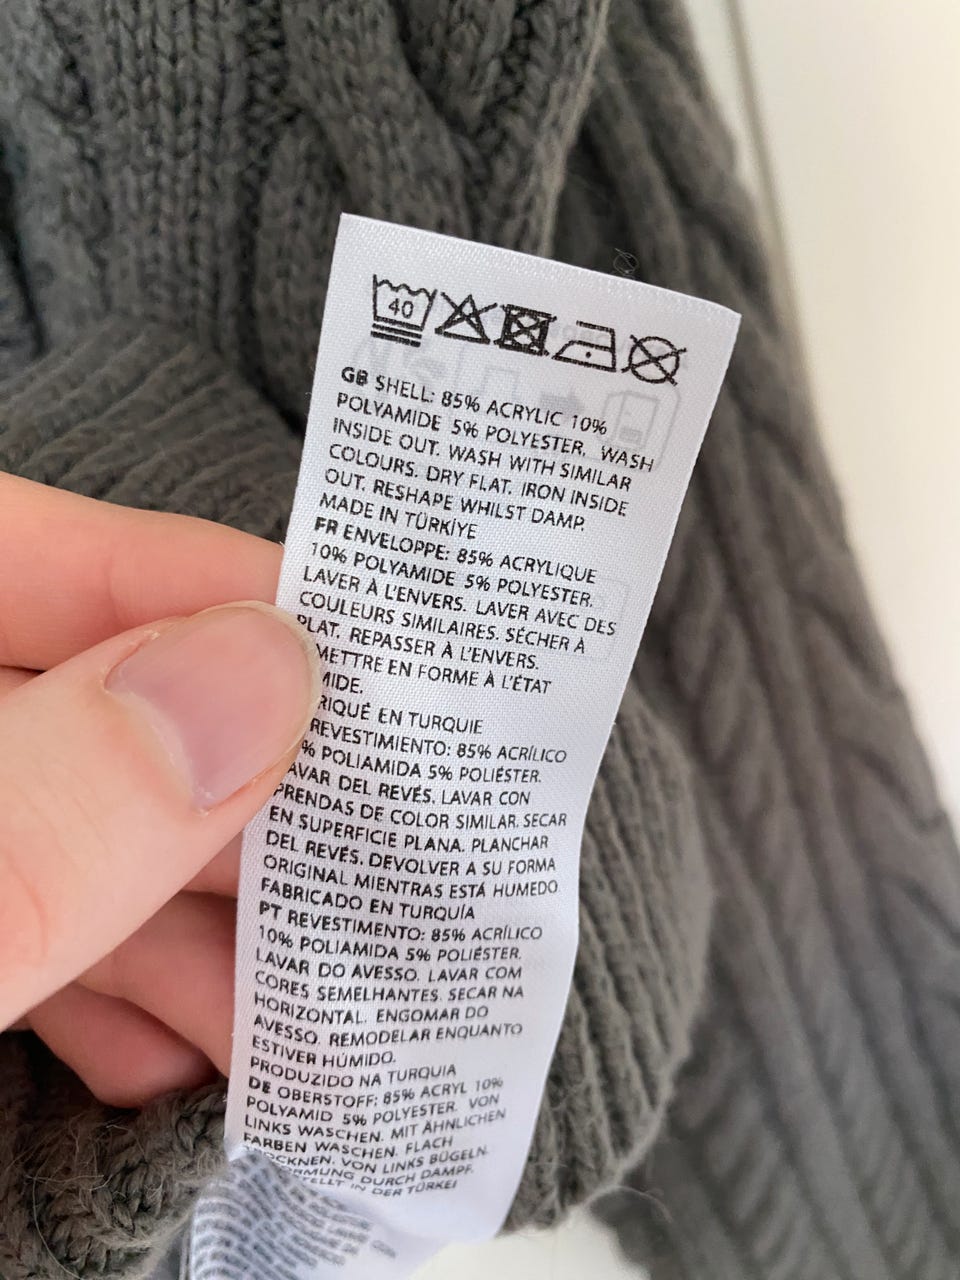 40
GB SHELL: 85% ACRYLIC 10%
POLYAMIDE 5% POLYESTER. WASH
INSIDE OUT. WASH WITH SIMILAR
COLOURS. DRY FLAT. IRON INSIDE
OUT. RESHAPE WHILST DAMP.
MADE IN TÜRKİYE
FR ENVELOPPE: 85% ACRYLIQUE
10% POLYAMIDE 5% POLYESTER.
LAVER À L'ENVERS. LAVER AVEC DES
COULEURS SIMILAIRES. SÉCHER À
PLAT. REPASSER À L'ENVERS.
METTRE EN FORME À L'ÉTAT
MIDE.
RIQUÉ EN TURQUIE
REVESTIMIENTO: 85% ACRÍLICO
% POLIAMIDA 5% POLIÉSTER.
AVAR DEL REVÉS. LAVAR CON
PRENDAS DE COLOR SIMILAR. SECAR
EN SUPERFICIE PLANA. PLANCHAR
DEL REVÉS. DEVOLVER A SU FORMA
ORIGINAL MIENTRAS ESTÁ HUMEDO
FABRICADO EN TURQUÍA
PT REVESTIMENTO: 85% ACRÍLICO
10% POLIAMIDA 5% POLIÉSTER.
LAVAR DO AVESSO. LAVAR COM
CORES SEMELHANTES. SECAR NA
HORIZONTAL. ENGOMAR DO
AVESSO. REMODELAR ENQUANTO
ESTIVER HÚMIDO.
PRODUZIDO NA TURQUIA
DE OBERSTOFF: 85% ACRYL 10%
POLYAMID 5% POLYESTER. VON
LINKS WASCHEN. MIT ÄHNLICHEN
FARBEN WASCHEN. FLACH
OCKNEN. VON LINKS BÜGELN.
ORMUNG DURCH DAMPF.
STELLT IN DER TÜRKEI